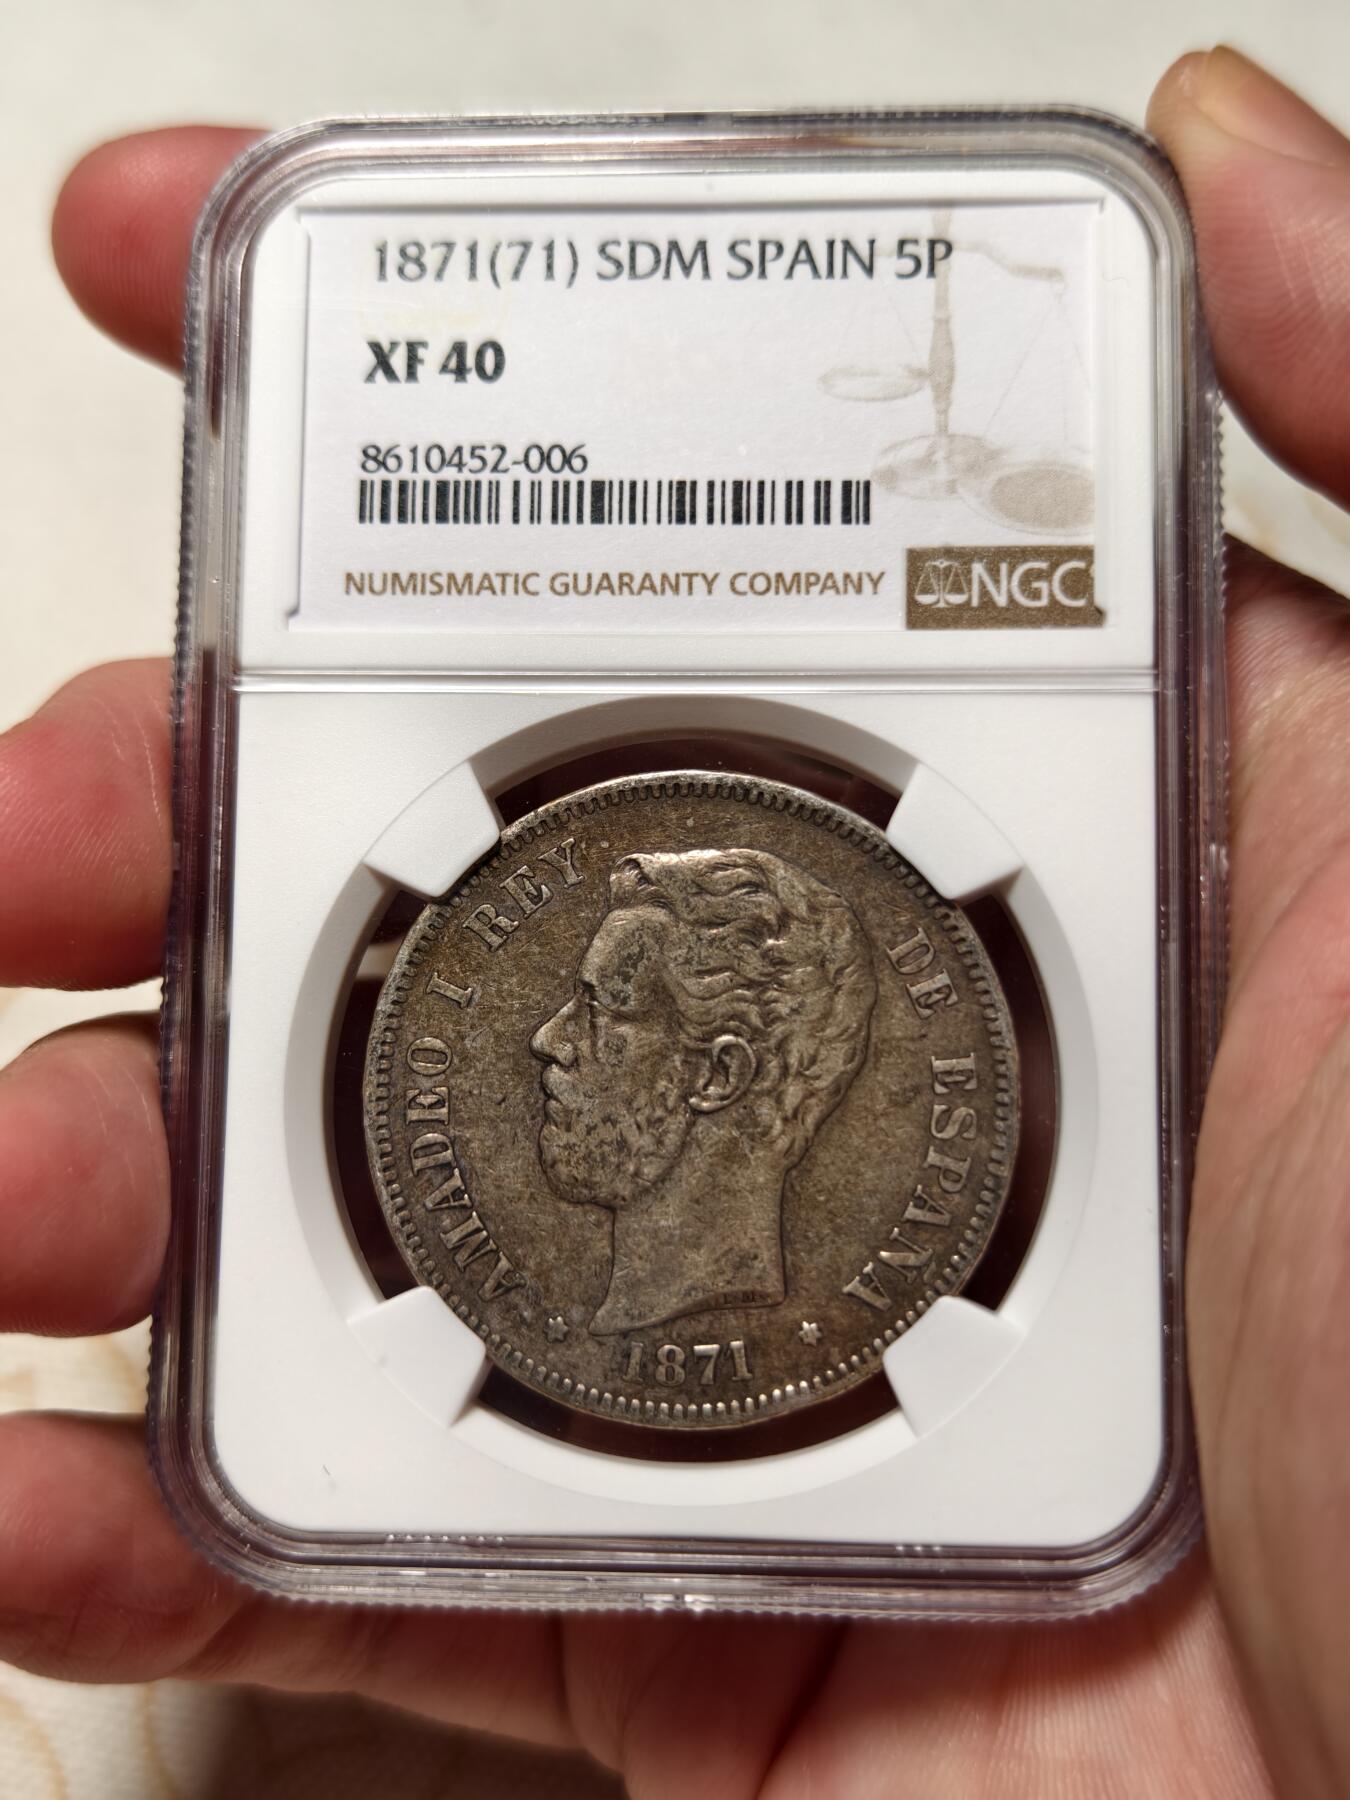 1871(71) SDM SPAIN 5P
XF 40
8610452-006
NUMISMATIC GUARANTY COMPANY
NGC
AMADEO I REY DE ESPAÑA
1871